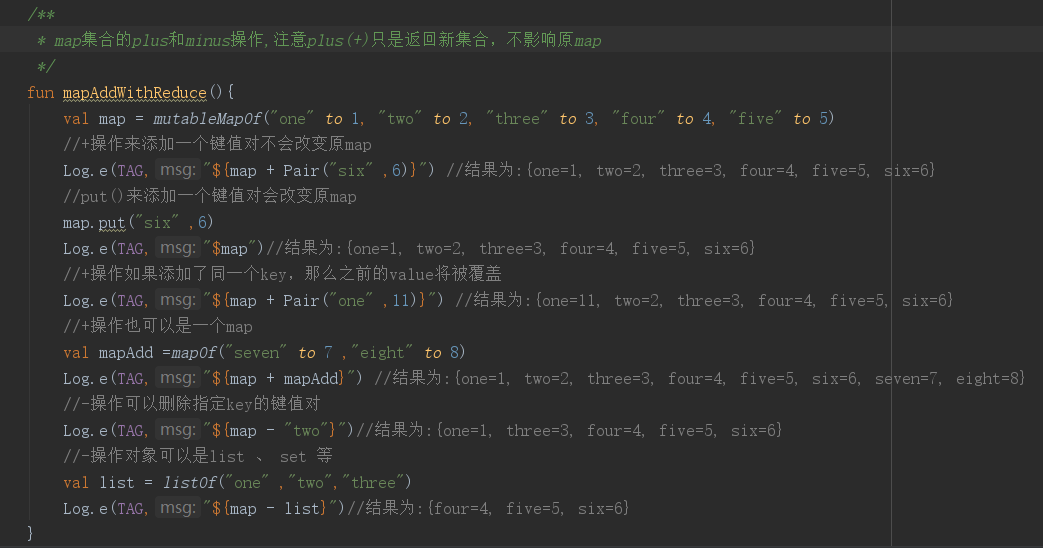 /**
 * map集合的plus和minus操作,注意plus(+)只是返回新集合，不影响原map
 */
fun mapAddWithReduce(){
    val map = mutableMapOf("one" to 1, "two" to 2, "three" to 3, "four" to 4, "five" to 5)
    //+操作来添加一个键值对不会改变原map
    Log.e(TAG, msg: "${map + Pair("six" ,6)}") //结果为:{one=1, two=2, three=3, four=4, five=5, six=6}
    //put()来添加一个键值对会改变原map
    map.put("six" ,6)
    Log.e(TAG, msg: "$map")//结果为:{one=1, two=2, three=3, four=4, five=5, six=6}
    //+操作如果添加了同一个key，那么之前的value将被覆盖
    Log.e(TAG, msg: "${map + Pair("one" ,11)}") //结果为:{one=11, two=2, three=3, four=4, five=5, six=6}
    //+操作也可以是一个map
    val mapAdd =mapOf("seven" to 7 ,"eight" to 8)
    Log.e(TAG, msg: "${map + mapAdd}") //结果为:{one=1, two=2, three=3, four=4, five=5, six=6, seven=7, eight=8}
    //-操作可以删除指定key的键值对
    Log.e(TAG, msg: "${map - "two"}")//结果为:{one=1, three=3, four=4, five=5, six=6}
    //-操作对象可以是list 、 set 等
    val list = listOf("one" ,"two","three")
    Log.e(TAG, msg: "${map - list}")//结果为:{four=4, five=5, six=6}
}